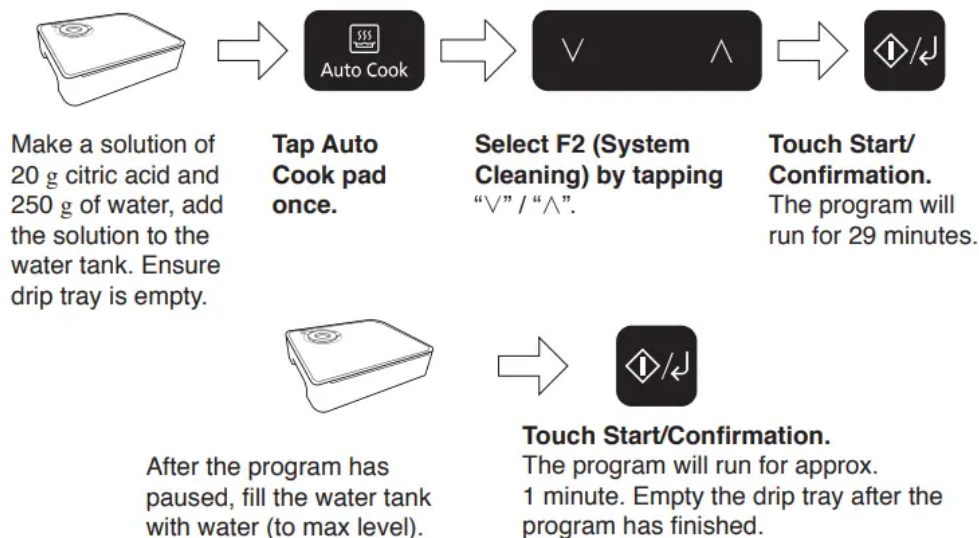 Auto Cook
Make a solution of
20 g citric acid and
250 g of water, add
the solution to the
water tank. Ensure
drip tray is empty.
Tap Auto
Cook pad
once.
Select F2 (System
Cleaning) by tapping
“∨” / “∧”.
Touch Start/
Confirmation.
The program will
run for 29 minutes.
After the program has
paused, fill the water tank
with water (to max level).
Touch Start/Confirmation.
The program will run for approx.
1 minute. Empty the drip tray after the
program has finished.